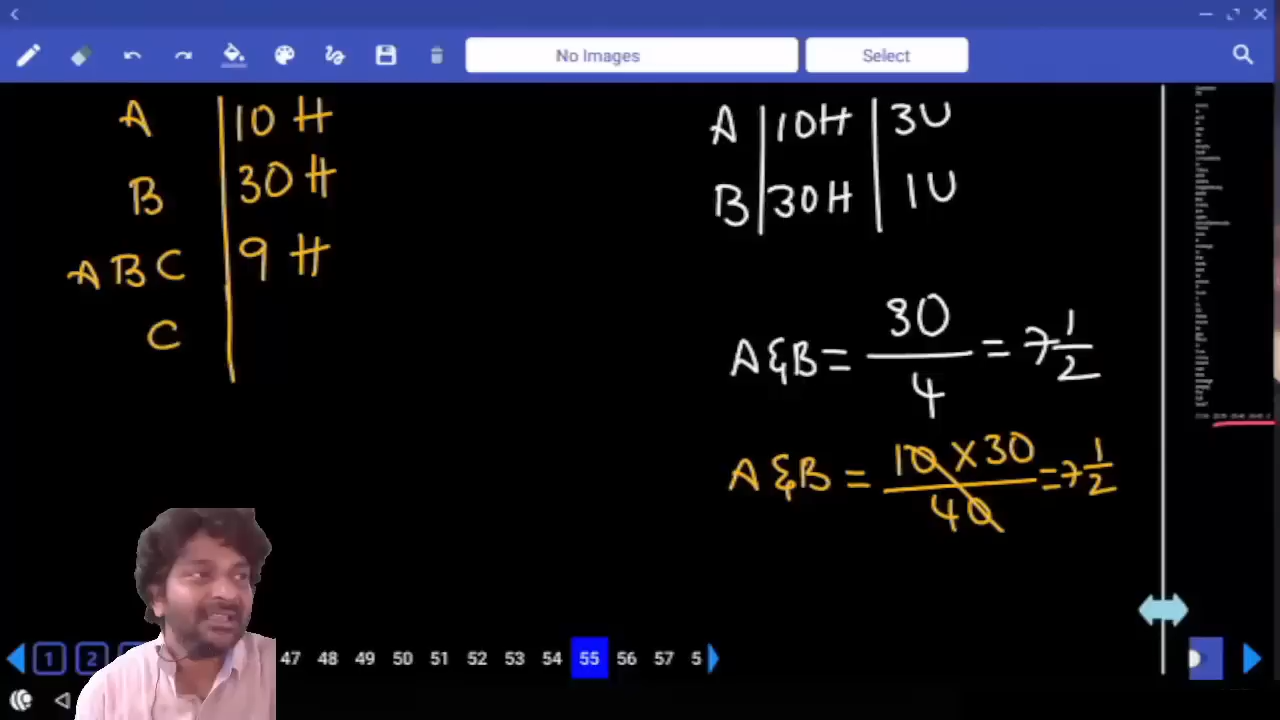 No Images
Select
A | 10 H
B | 30 H
A B C | 9 H
C |
A | 10H | 3U
B | 30H | 1U
A & B = 30/4 = 7 1/2
A & B = 10 X 30/40 = 7 1/2
1 2 47 48 49 50 51 52 53 54 55 56 57 5